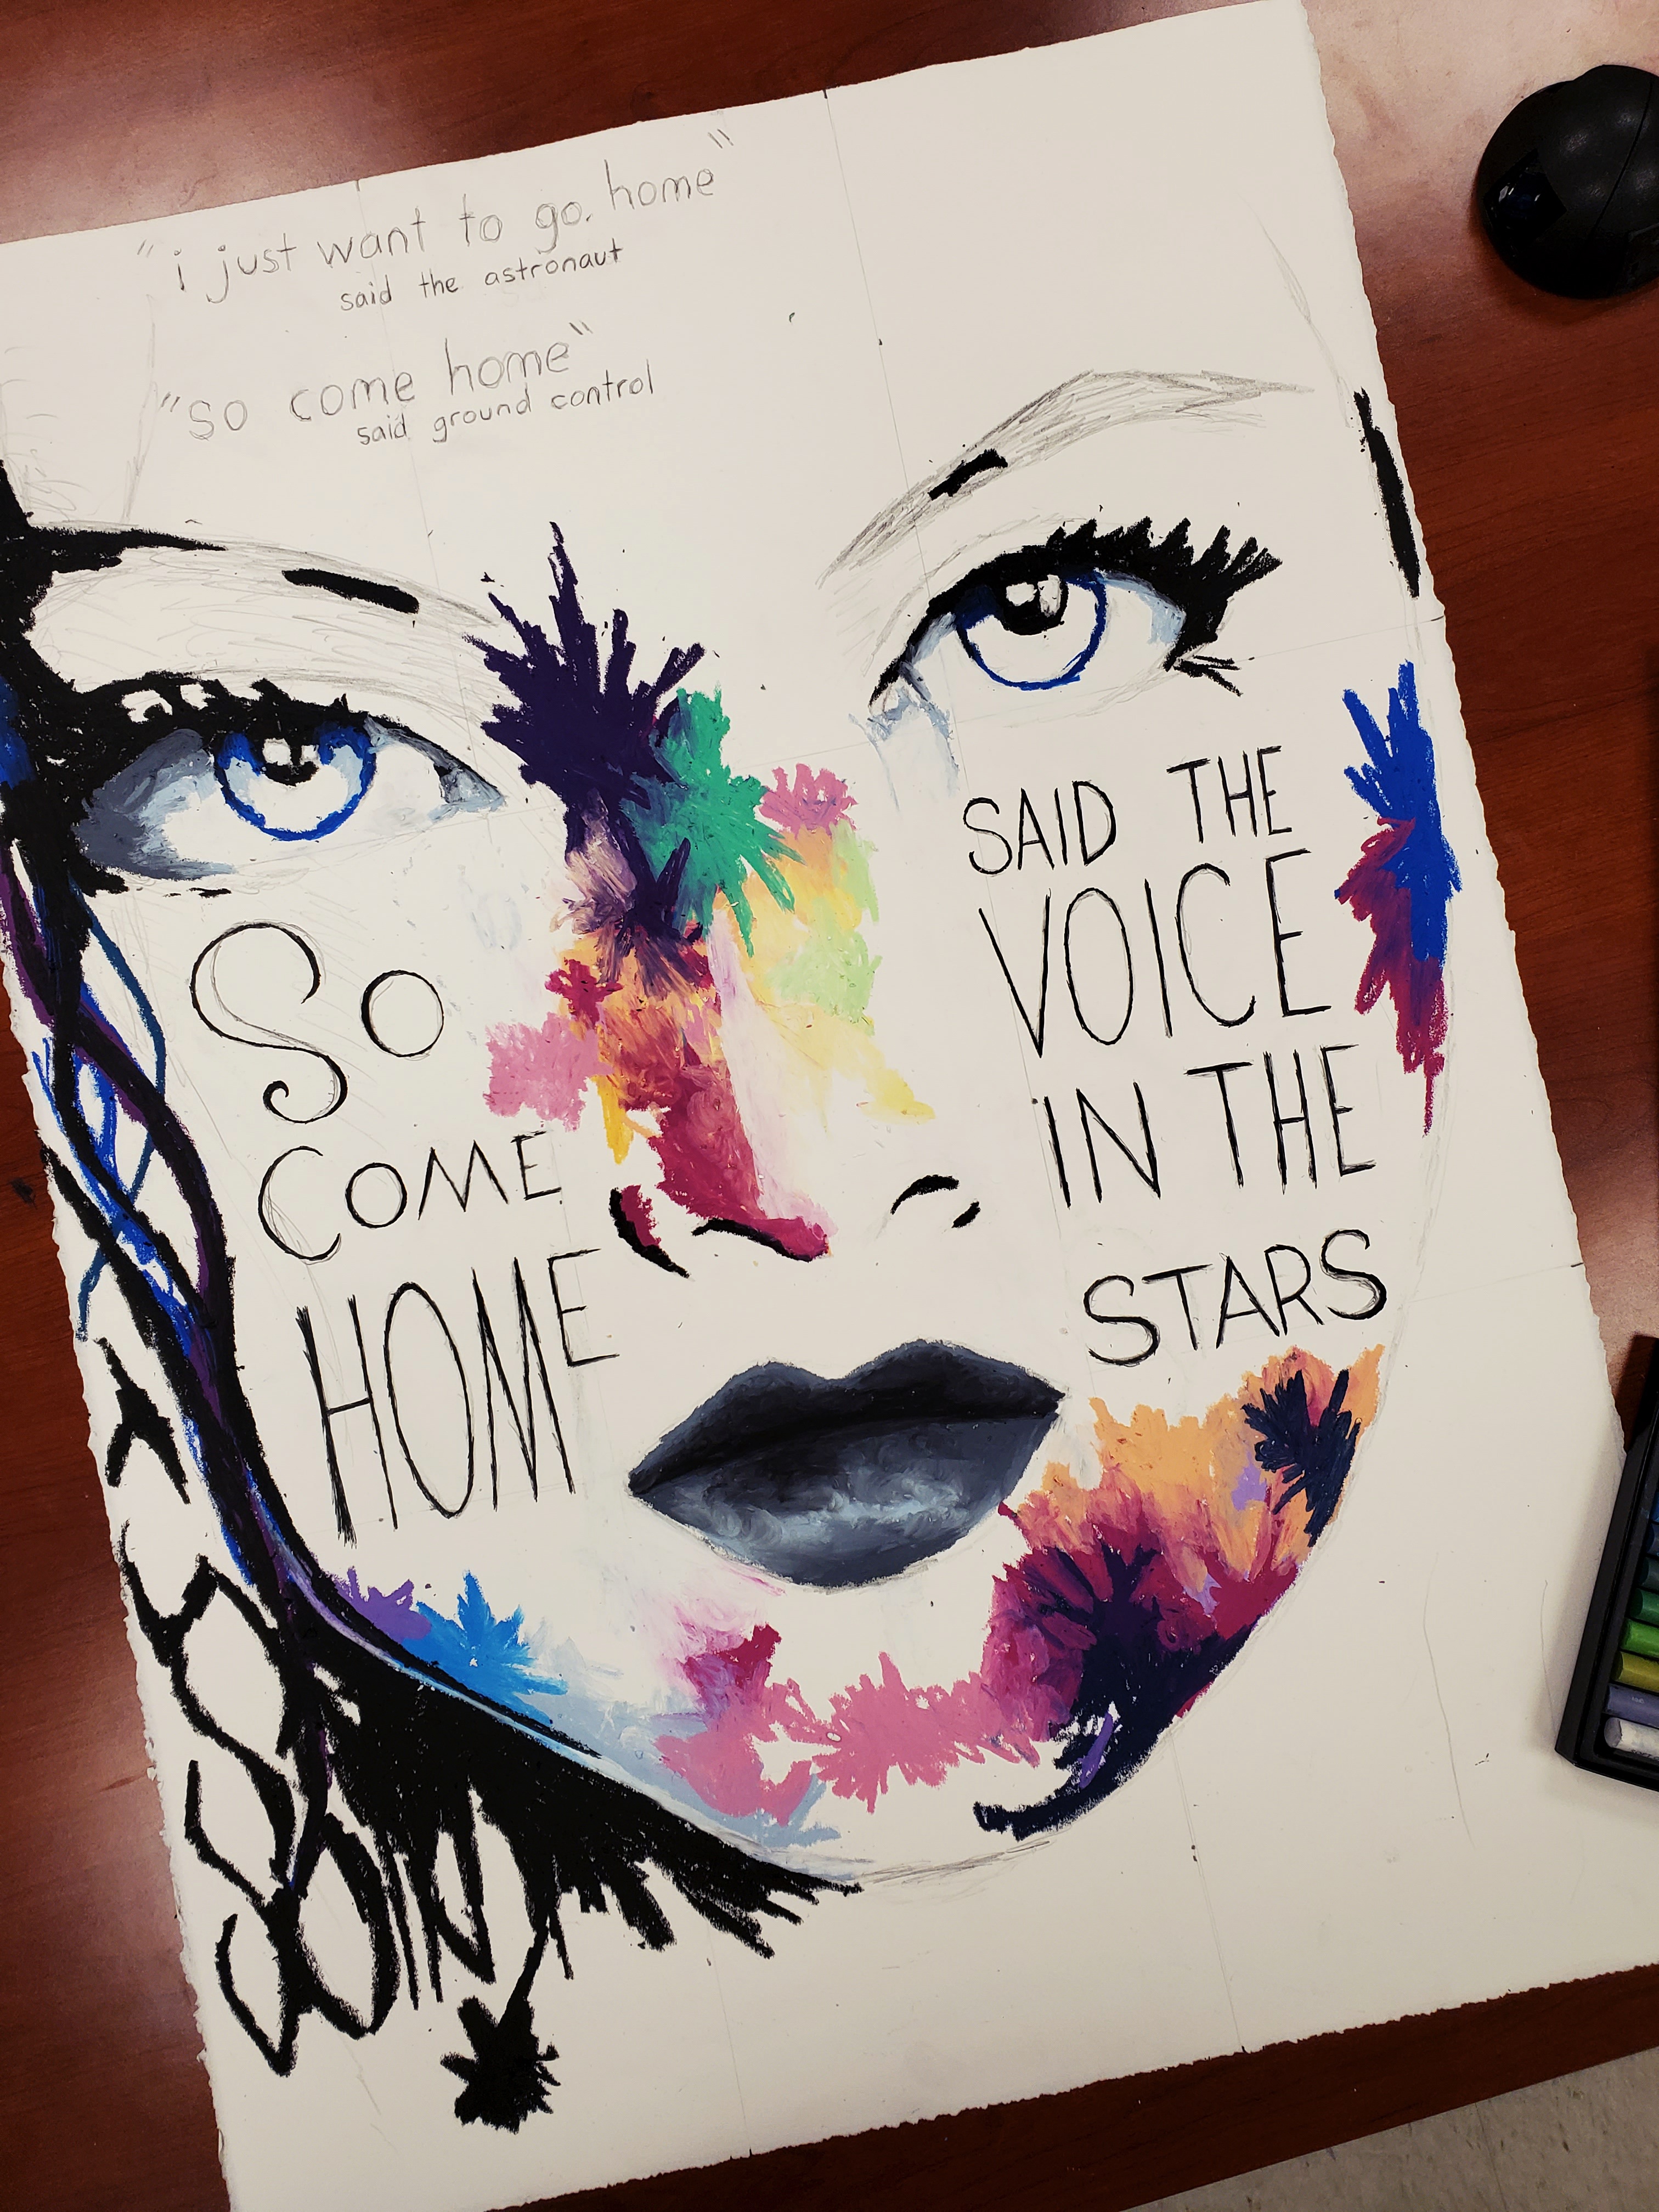 "i just want to go. home"
said the astronaut
"so come home"
said ground control
SO
COME
HOME
SAID THE
VOICE
IN THE
STARS